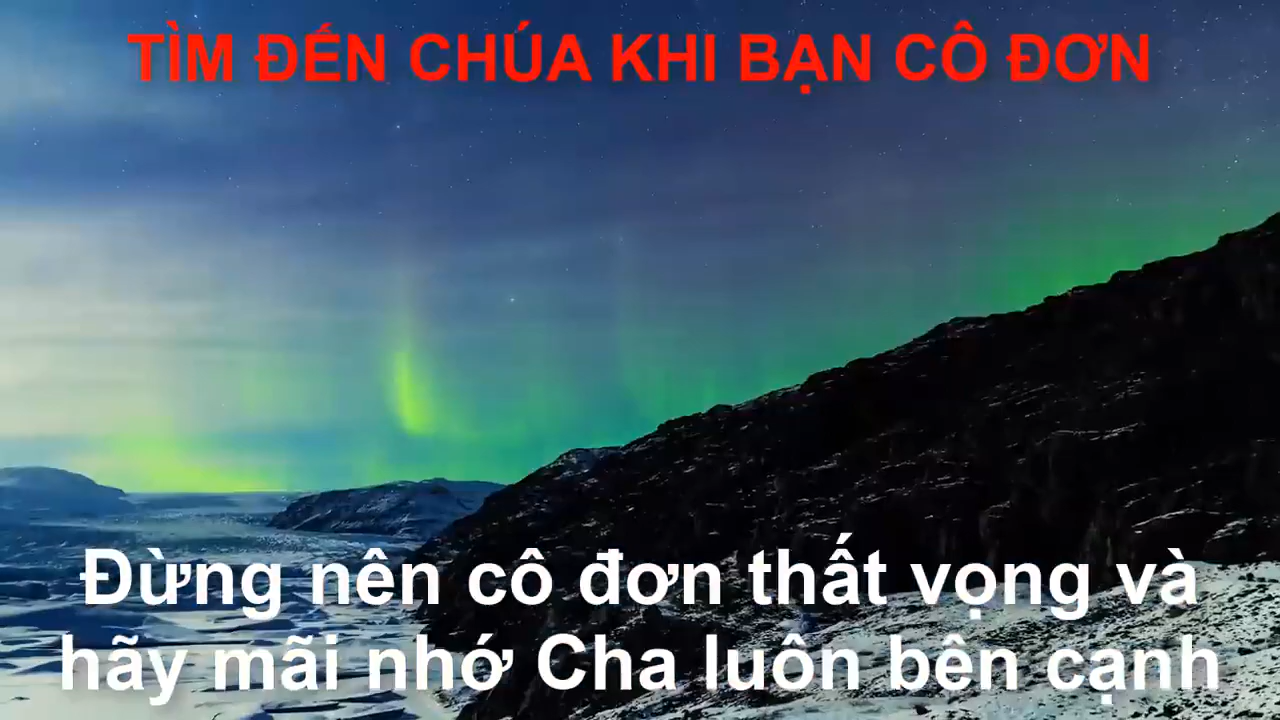 TÌM ĐẾN CHÚA KHI BẠN CÔ ĐƠN
Đừng nên cô đơn thất vọng và
hãy mãi nhớ Cha luôn bên cạnh